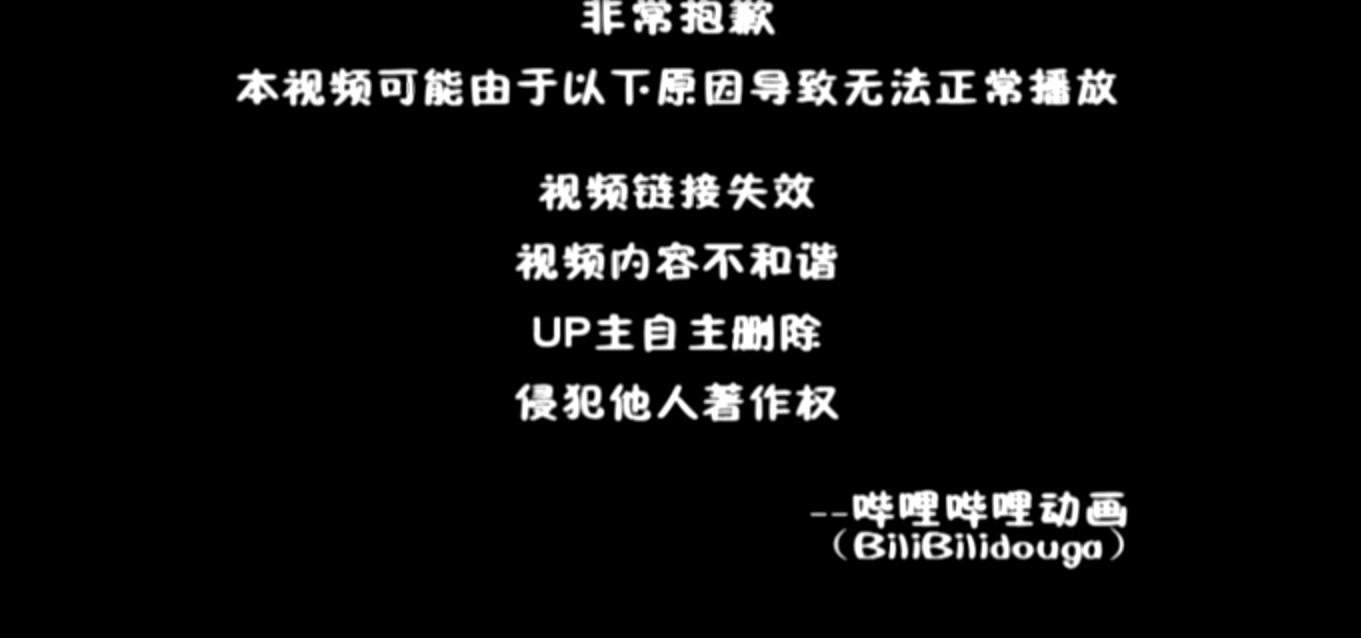 非常抱歉
本视频可能由于以下原因导致无法正常播放
视频链接失效
视频内容不和谐
UP主自主删除
侵犯他人著作权
--哔哩哔哩动画
（BiliBilidouga）